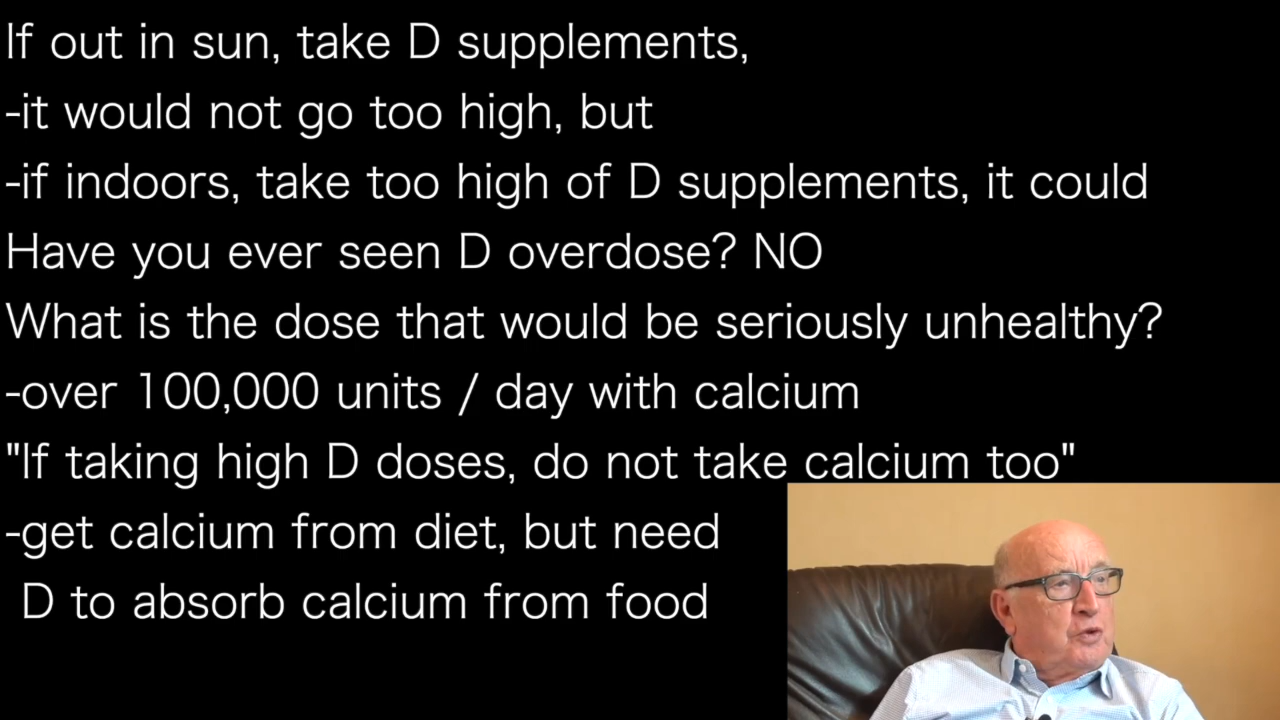 If out in sun, take D supplements,
-it would not go too high, but
-if indoors, take too high of D supplements, it could
Have you ever seen D overdose? NO
What is the dose that would be seriously unhealthy?
-over 100,000 units / day with calcium
"If taking high D doses, do not take calcium too"
-get calcium from diet, but need
D to absorb calcium from food